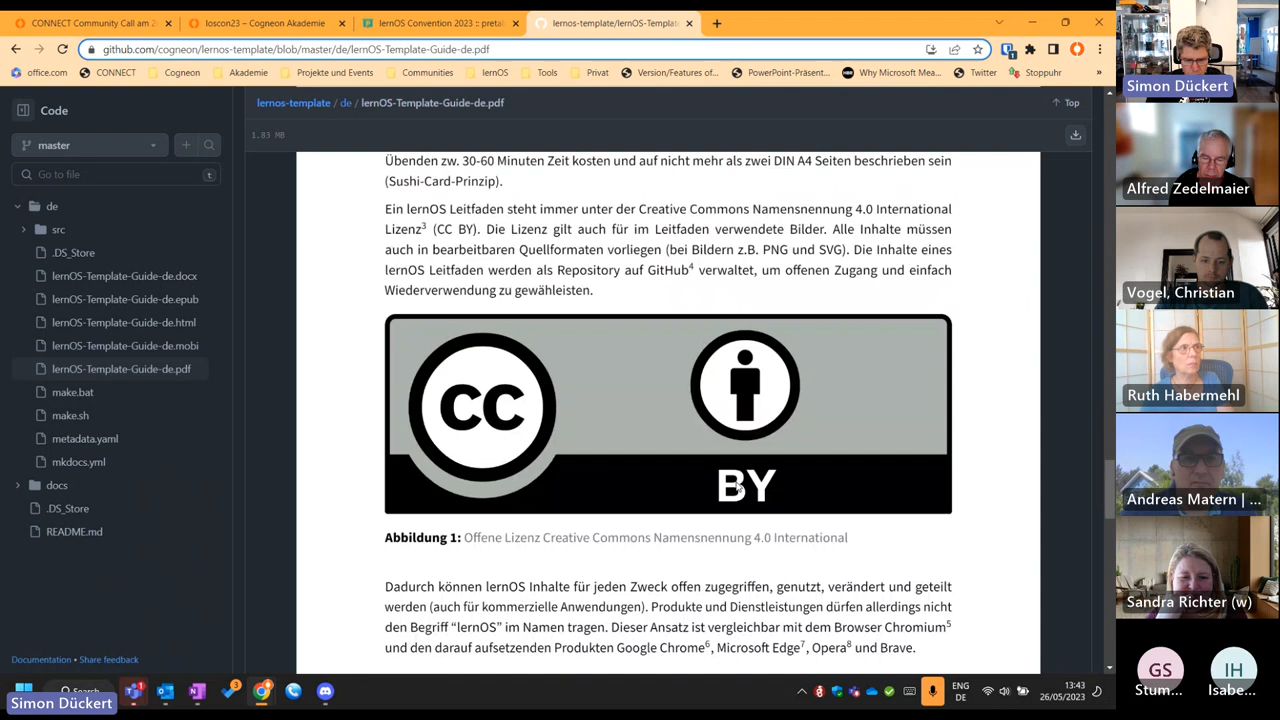 CONNECT Community Call am 2
loscon23 – Cogneon Akademie
lernOS Convention 2023 :: pretal
lernos-template/lernOS-Template
github.com/cogneon/lernos-template/blob/master/de/lernOS-Template-Guide-de.pdf
office.com
CONNECT
Cogneon
Akademie
Projekte und Events
Communities
lernOS
Tools
Privat
Version/Features of...
PowerPoint-Präsent...
Why Microsoft Mea...
Twitter
Stoppuhr
»
Code
master
Go to file
t
de
src
.DS_Store
lernOS-Template-Guide-de.docx
lernOS-Template-Guide-de.epub
lernOS-Template-Guide-de.html
lernOS-Template-Guide-de.mobi
lernOS-Template-Guide-de.pdf
make.bat
make.sh
metadata.yaml
mkdocs.yml
docs
.DS_Store
README.md
Documentation • Share feedback
lernos-template / de / lernOS-Template-Guide-de.pdf
Top
1.83 MB
Übenden zw. 30-60 Minuten Zeit kosten und auf nicht mehr als zwei DIN A4 Seiten beschrieben sein
(Sushi-Card-Prinzip).
Ein lernOS Leitfaden steht immer unter der Creative Commons Namensnennung 4.0 International
Lizenz3 (CC BY). Die Lizenz gilt auch für im Leitfaden verwendete Bilder. Alle Inhalte müssen
auch in bearbeitbaren Quellformaten vorliegen (bei Bildern z.B. PNG und SVG). Die Inhalte eines
lernOS Leitfaden werden als Repository auf GitHub4 verwaltet, um offenen Zugang und einfach
Wiederverwendung zu gewähleisten.
CC
BY
Abbildung 1: Offene Lizenz Creative Commons Namensnennung 4.0 International
Dadurch können lernOS Inhalte für jeden Zweck offen zugegriffen, genutzt, verändert und geteilt
werden (auch für kommerzielle Anwendungen). Produkte und Dienstleistungen dürfen allerdings nicht
den Begriff “lernOS” im Namen tragen. Dieser Ansatz ist vergleichbar mit dem Browser Chromium5
und den darauf aufsetzenden Produkten Google Chrome6, Microsoft Edge7, Opera8 und Brave.
Simon Dückert
Alfred Zedelmaier
Vogel, Christian
Ruth Habermehl
Andreas Matern | ...
Sandra Richter (w)
GS
Stum...
IH
Isabe...
Simon Dückert
3
ENG
DE
13:43
26/05/2023